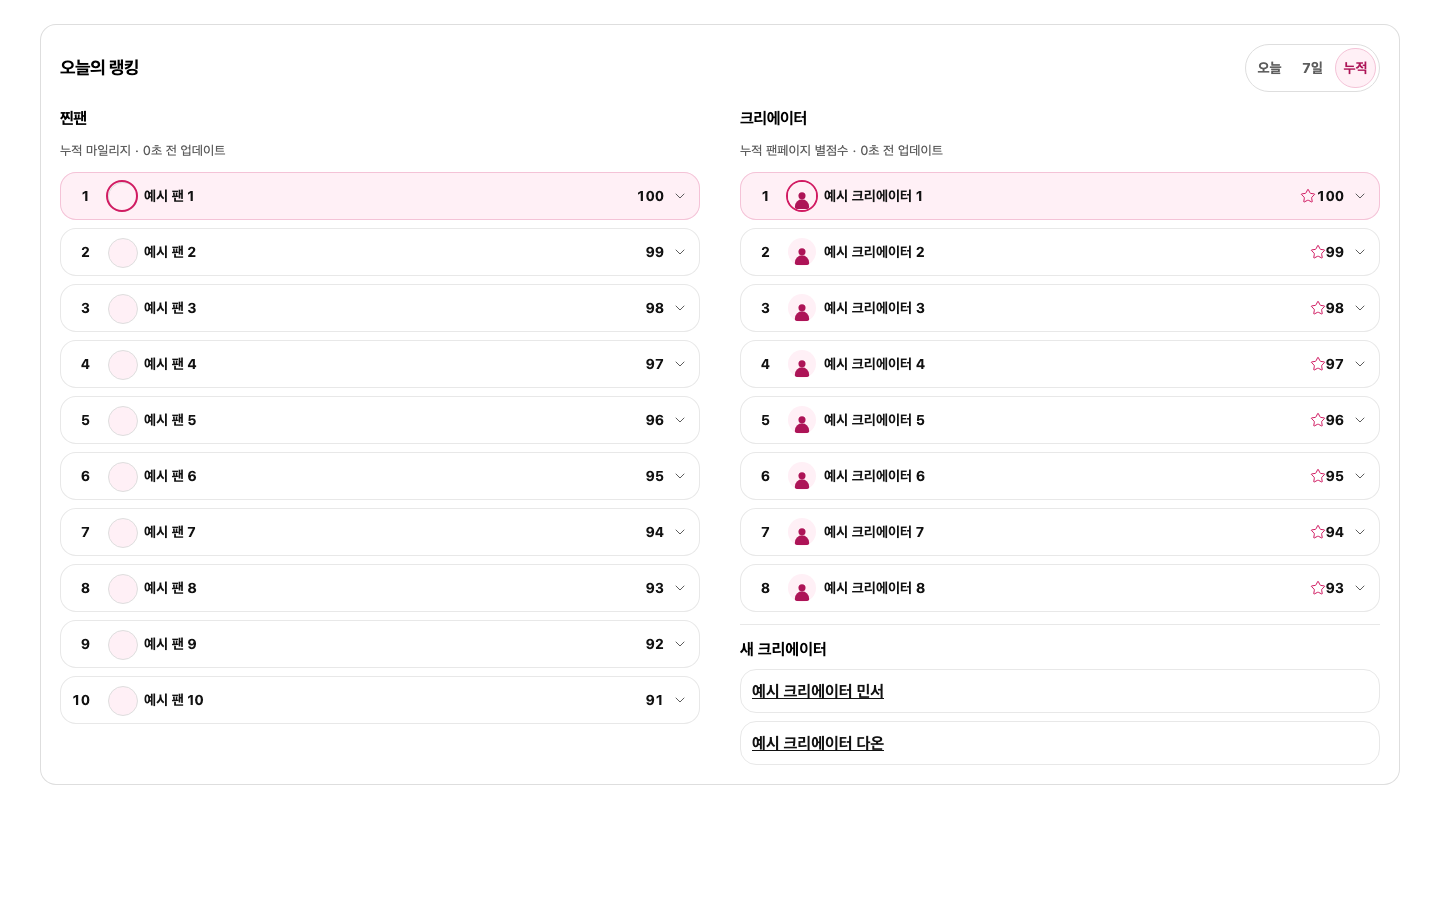 오늘의 랭킹
오늘 7일 누적
찐팬
누적 마일리지 · 0초 전 업데이트
1 예시 팬 1 100
2 예시 팬 2 99
3 예시 팬 3 98
4 예시 팬 4 97
5 예시 팬 5 96
6 예시 팬 6 95
7 예시 팬 7 94
8 예시 팬 8 93
9 예시 팬 9 92
10 예시 팬 10 91
크리에이터
누적 팬페이지 별점수 · 0초 전 업데이트
1 예시 크리에이터 1 100
2 예시 크리에이터 2 99
3 예시 크리에이터 3 98
4 예시 크리에이터 4 97
5 예시 크리에이터 5 96
6 예시 크리에이터 6 95
7 예시 크리에이터 7 94
8 예시 크리에이터 8 93
새 크리에이터
예시 크리에이터 민서
예시 크리에이터 다온